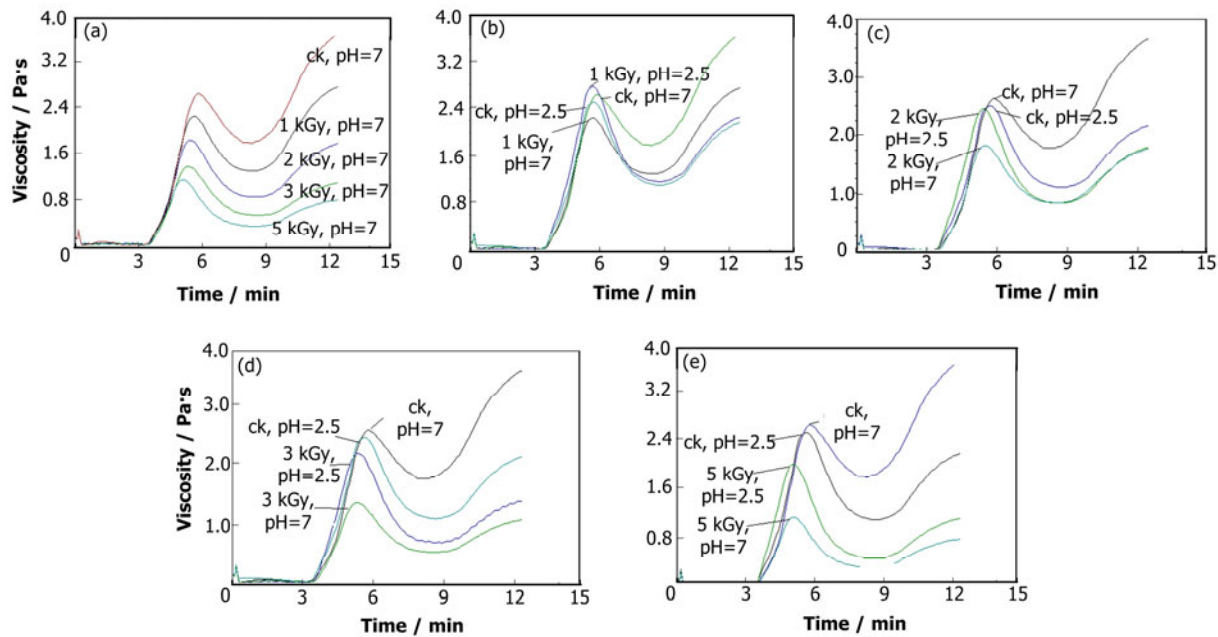 (a)
4.0
3.2
2.4
1.6
0.8
0
Viscosity / Pa·s
ck, pH=7
1 kGy, pH=7
2 kGy, pH=7
3 kGy, pH=7
5 kGy, pH=7
3 6 9 12 15
Time / min
(b)
4.0
3.2
2.4
1.6
0.8
0
1 kGy, pH=2.5
ck, pH=7
ck, pH=2.5
1 kGy,
pH=7
3 6 9 12 15
Time / min
(c)
4.0
3.0
2.0
1.0
0
ck, pH=7
ck, pH=2.5
2 kGy,
pH=2.5
2 kGy,
pH=7
3 6 9 12 15
Time / min
(d)
4.0
3.0
2.0
1.0
0
Viscosity / Pa·s
ck,
pH=7
ck, pH=2.5
3 kGy,
pH=2.5
3 kGy,
pH=7
3 6 9 12 15
Time / min
(e)
4.0
3.2
2.4
1.6
0.8
0
ck,
pH=7
ck, pH=2.5
5 kGy,
pH=2.5
5 kGy,
pH=7
3 6 9 12 15
Time / min